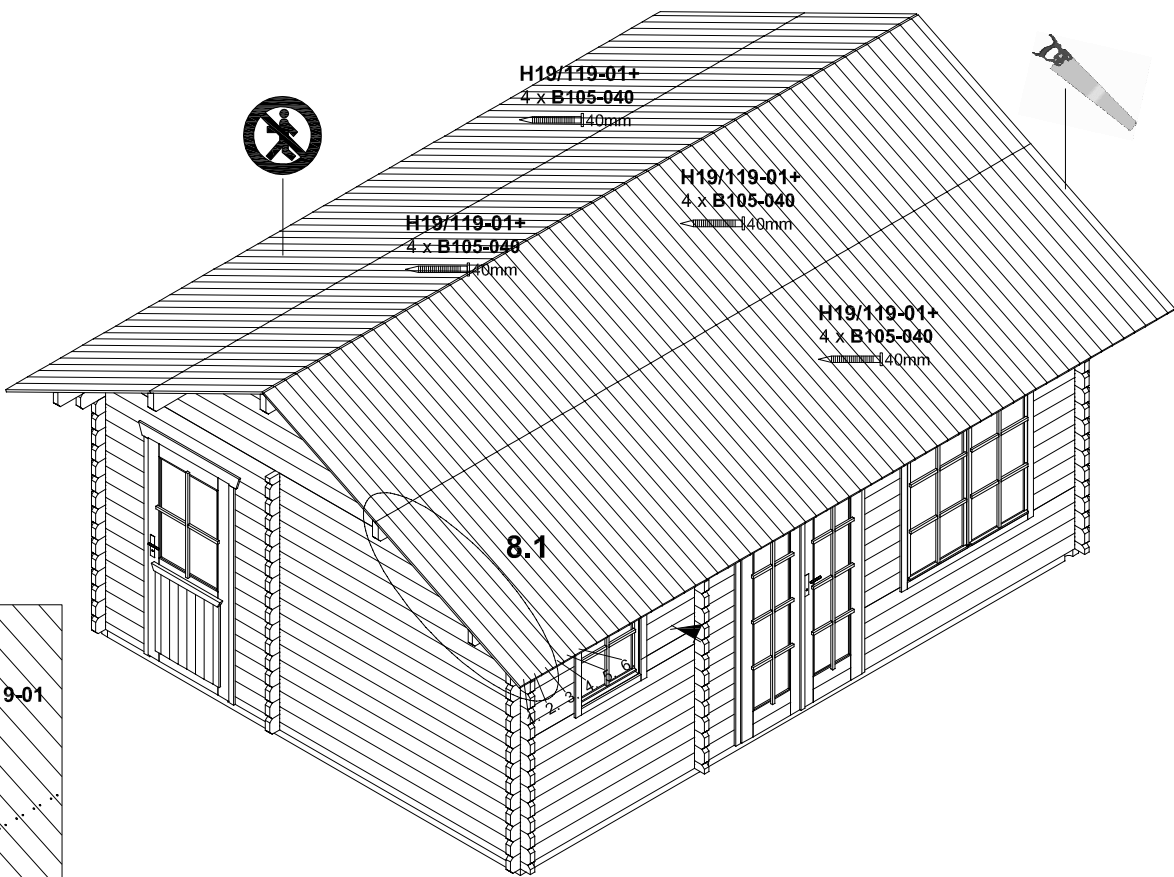 H19/119-01+
4 x B105-040
40mm
H19/119-01+
4 x B105-040
40mm
H19/119-01+
4 x B105-040
40mm
H19/119-01+
4 x B105-040
40mm
8.1
1. 2. 3. 4. 5. 6.
9-01